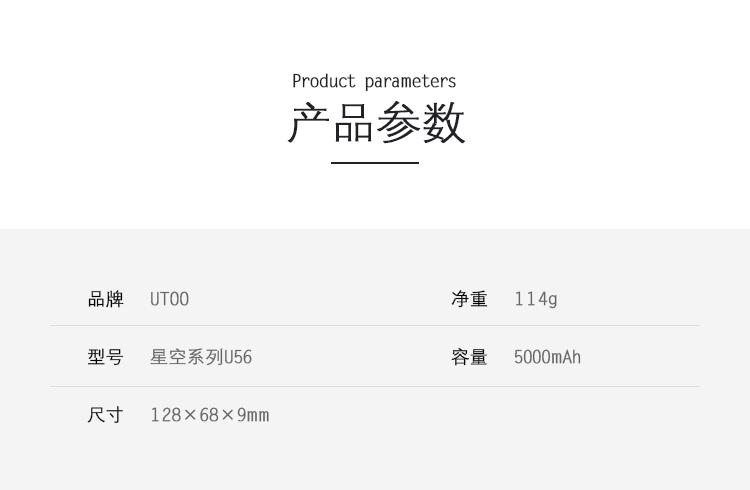 Product parameters
产品参数
品牌 UTOO 净重 114g
型号 星空系列U56 容量 5000mAh
尺寸 128×68×9mm